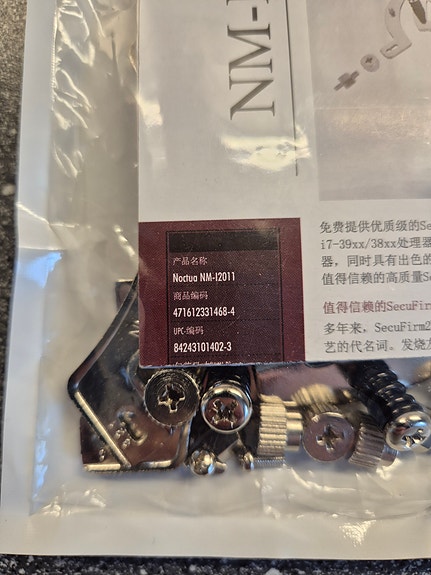 NM-
产品名称
Noctua NM-I2011
商品编码
471612331468-4
UPC-编码
84243101402-3
免费提供优质级的Se
i7-39xx/38xx处理器
器，同时具有出色的
值得信赖的高质量S
值得信赖的SecuFirm
多年来，SecuFirm2
艺的代名词。发烧友